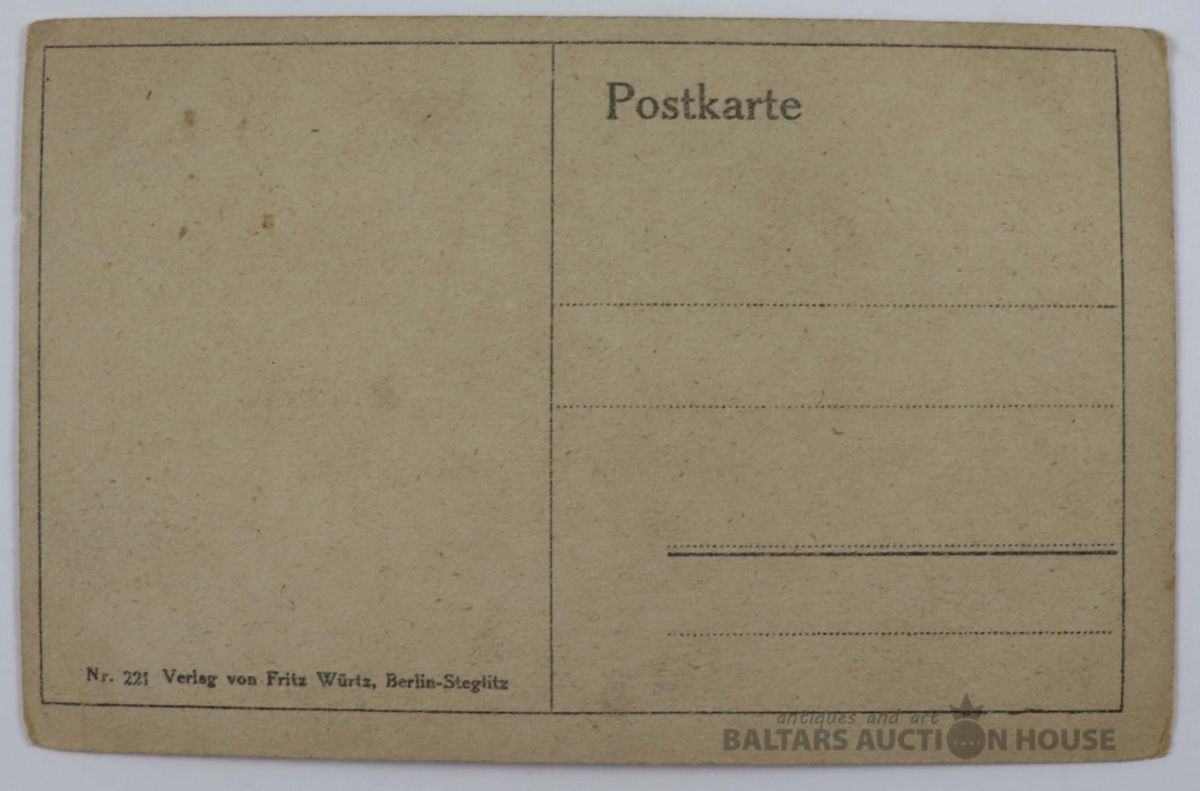 Postkarte
Nr. 221 Verlag von Fritz Würtz, Berlin-Steglitz
antiques and art
BALTARS AUCTION HOUSE